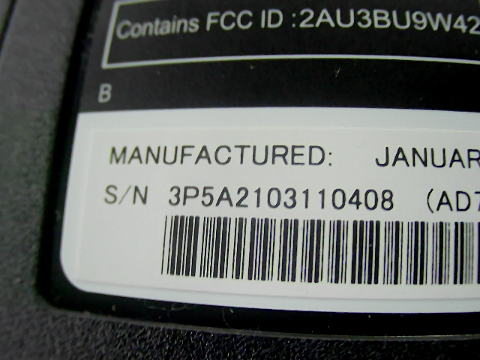 Contains FCC ID :2AU3BU9W42
B
MANUFACTURED: JANUAR
S/N 3P5A2103110408 (AD7